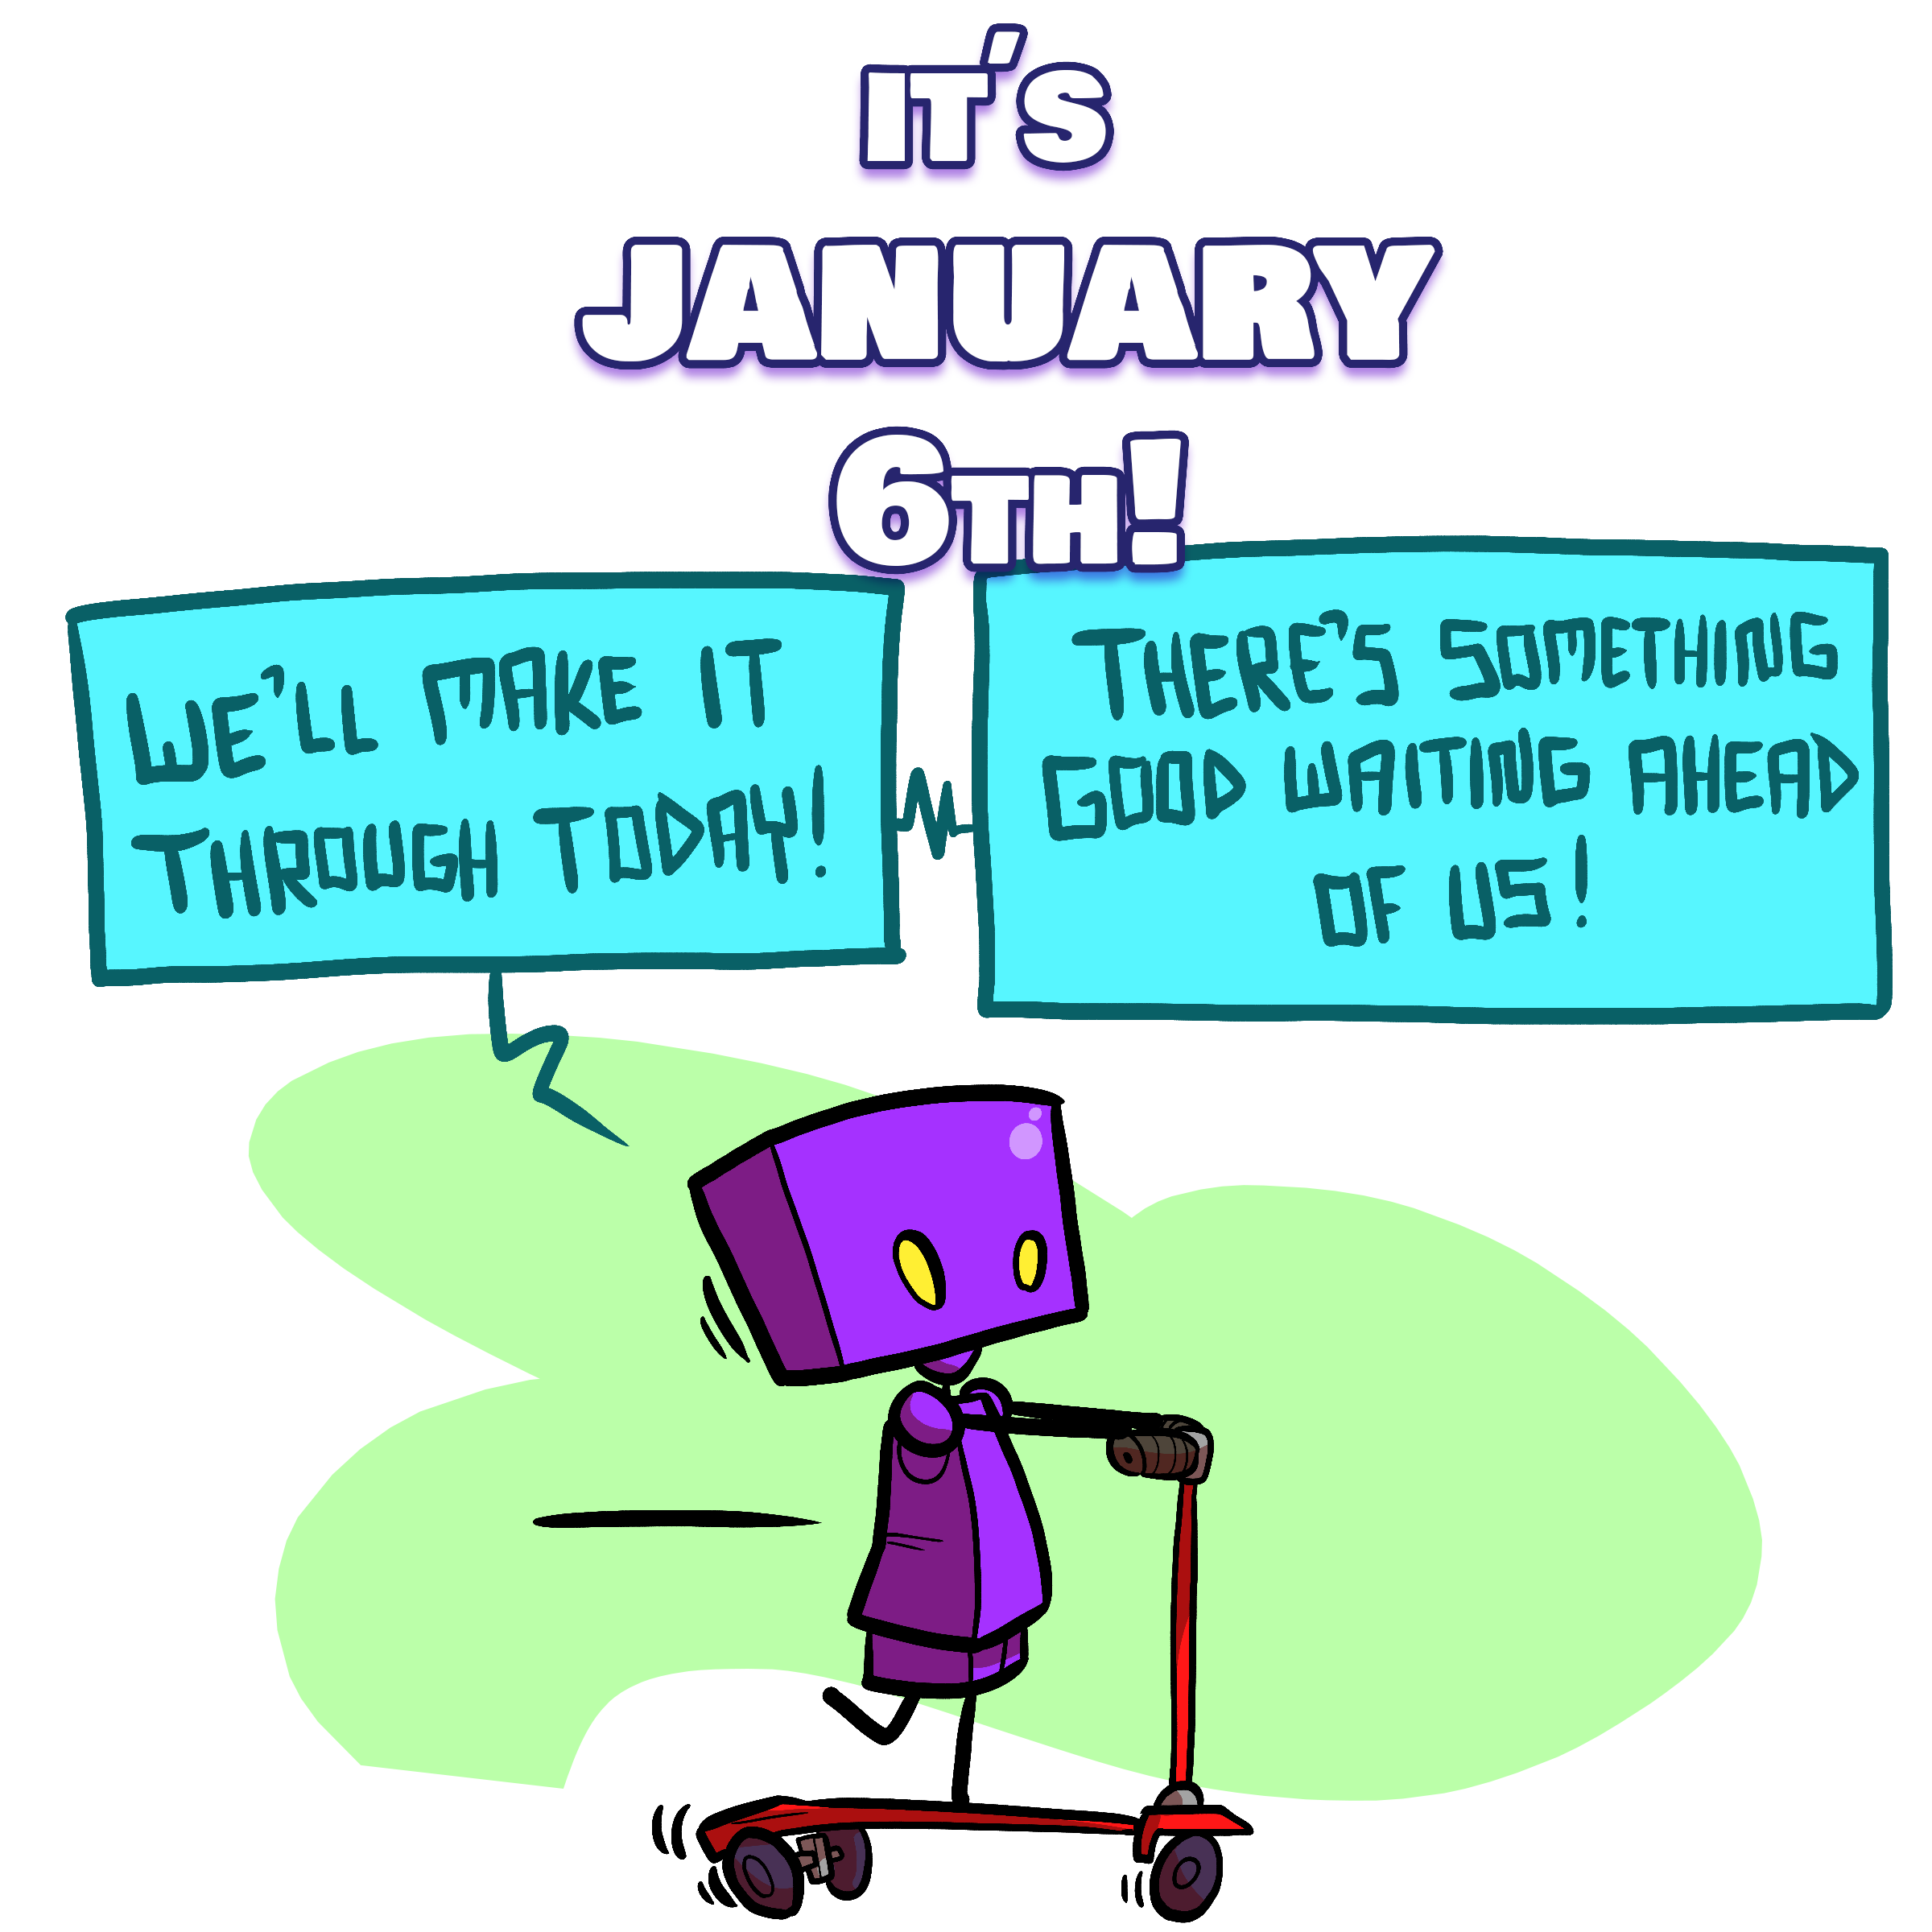 IT'S
JANUARY
6TH!
WE'LL MAKE IT
THROUGH TODAY!
THERE'S SOMETHING
GOOD WAITING AHEAD
OF US!